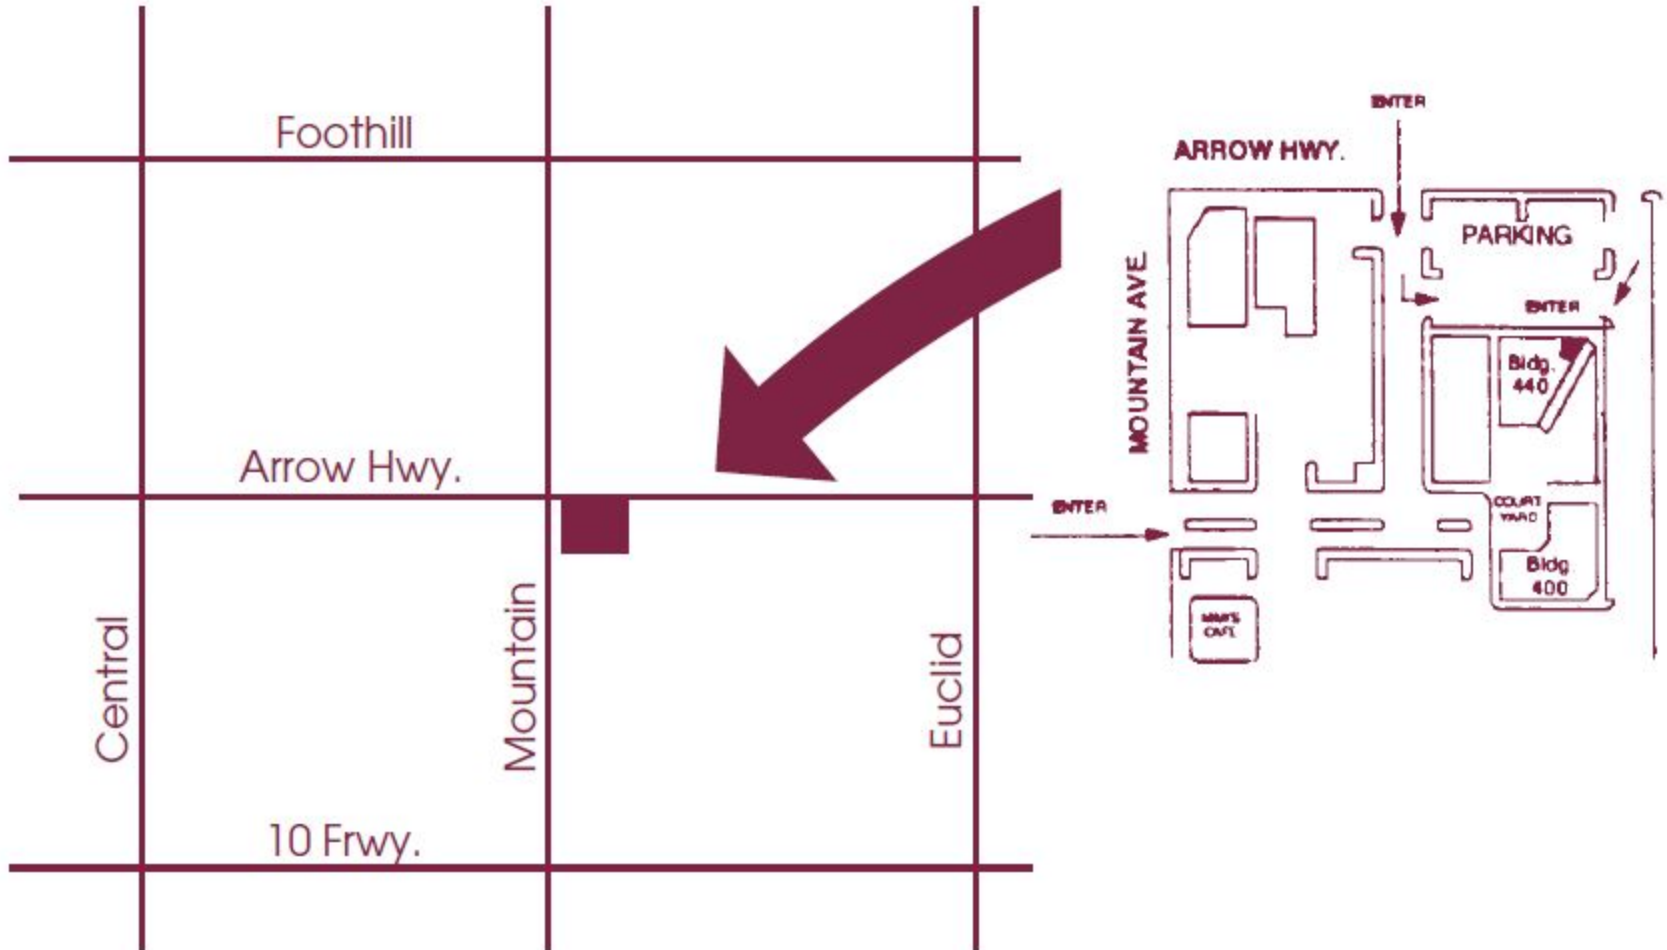 Foothill
Arrow Hwy.
10 Frwy.
Central
Mountain
Euclid
ENTER
ARROW HWY.
PARKING
MOUNTAIN AVE.
ENTER
Bldg.
440
ENTER
COURT
YARD
Bldg
400
CAFE